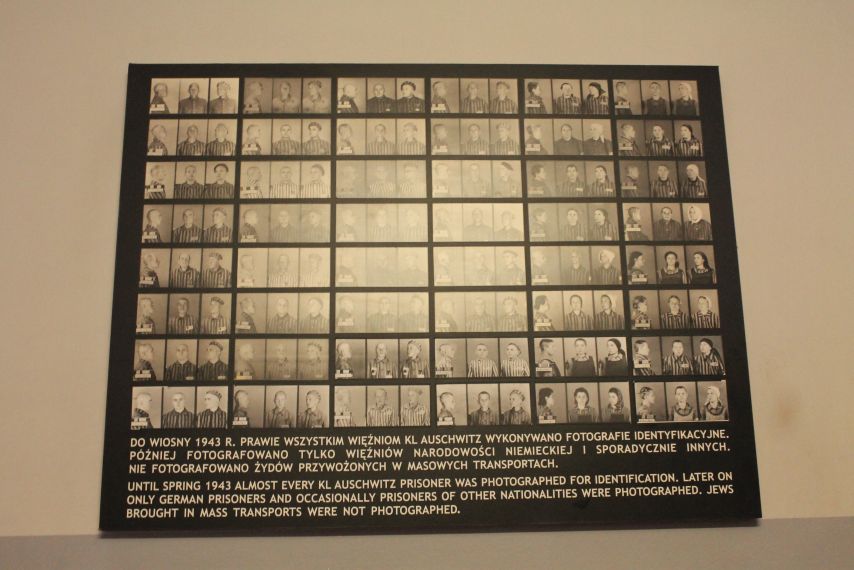 DO WIOSNY 1943 R. PRAWIE WSZYSTKIM WIĘŹNIOM KL AUSCHWITZ WYKONYWANO FOTOGRAFIE IDENTYFIKACYJNE.
PÓŹNIEJ FOTOGRAFOWANO TYLKO WIĘŹNIÓW NARODOWOŚCI NIEMIECKIEJ I SPORADYCZNIE INNYCH.
NIE FOTOGRAFOWANO ŻYDÓW PRZYWOŻONYCH W MASOWYCH TRANSPORTACH.
UNTIL SPRING 1943 ALMOST EVERY KL AUSCHWITZ PRISONER WAS PHOTOGRAPHED FOR IDENTIFICATION. LATER ON
ONLY GERMAN PRISONERS AND OCCASIONALLY PRISONERS OF OTHER NATIONALITIES WERE PHOTOGRAPHED. JEWS
BROUGHT IN MASS TRANSPORTS WERE NOT PHOTOGRAPHED.